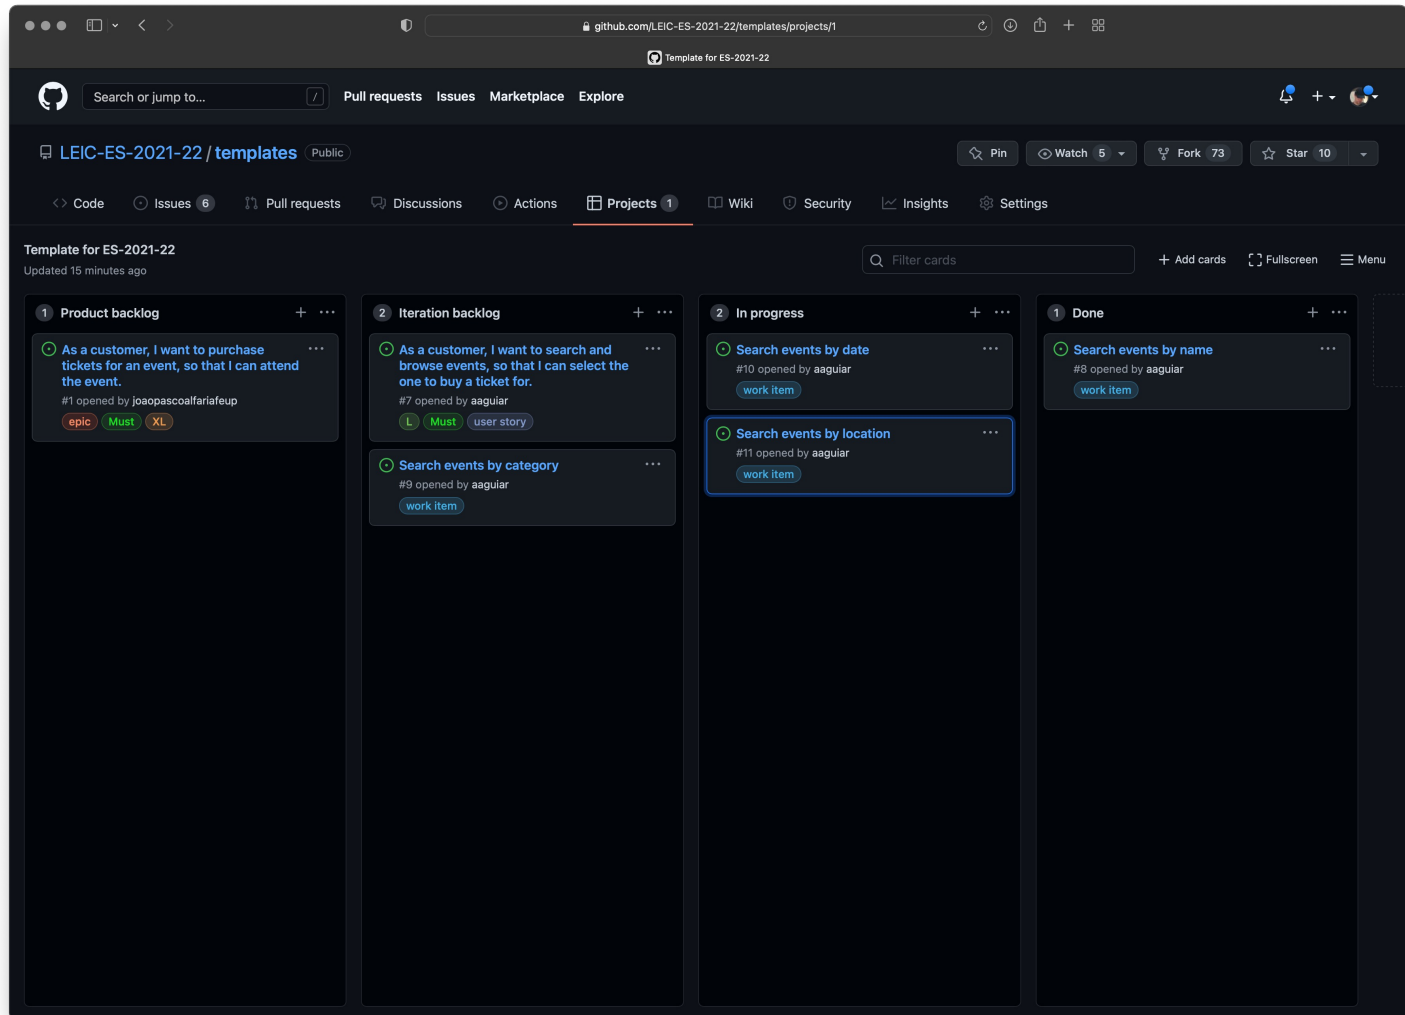 github.com/LEIC-ES-2021-22/templates/projects/1
Template for ES-2021-22
Search or jump to...
/
Pull requests Issues Marketplace Explore
LEIC-ES-2021-22 / templates Public
Pin Watch 5 Fork 73 Star 10
Code Issues 6 Pull requests Discussions Actions Projects 1 Wiki Security Insights Settings
Template for ES-2021-22
Updated 15 minutes ago
Filter cards
Add cards Fullscreen Menu
1 Product backlog
As a customer, I want to purchase
tickets for an event, so that I can attend
the event.
#1 opened by joaopascoalfariafeup
epic Must XL
2 Iteration backlog
As a customer, I want to search and
browse events, so that I can select the
one to buy a ticket for.
#7 opened by aaguiar
L Must user story
Search events by category
#9 opened by aaguiar
work item
2 In progress
Search events by date
#10 opened by aaguiar
work item
Search events by location
#11 opened by aaguiar
work item
1 Done
Search events by name
#8 opened by aaguiar
work item